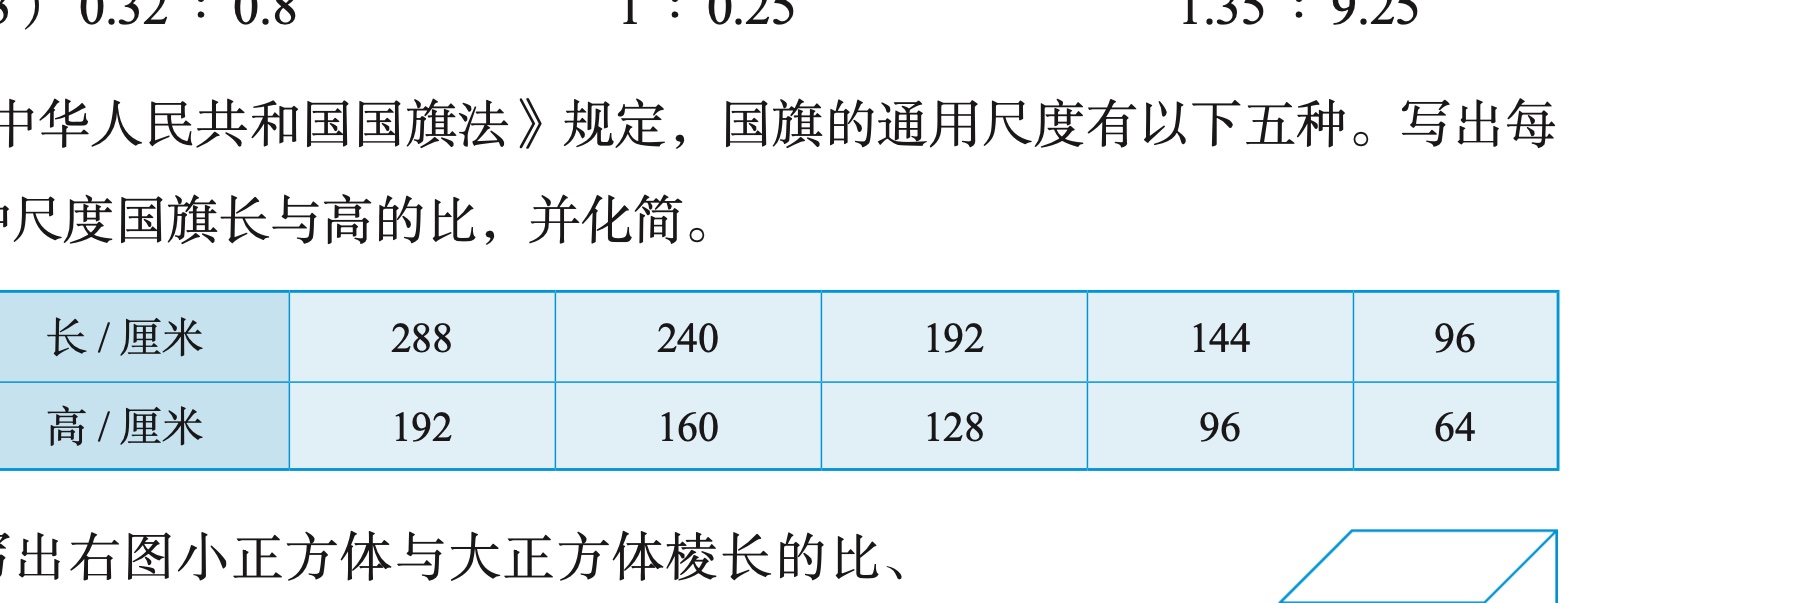 ) 0.32 : 0.8 1 : 0.25 1.35 : 9.25
中华人民共和国国旗法》规定，国旗的通用尺度有以下五种。写出每
尺度国旗长与高的比，并化简。
长 / 厘米 288 240 192 144 96
高 / 厘米 192 160 128 96 64
出右图小正方体与大正方体棱长的比、